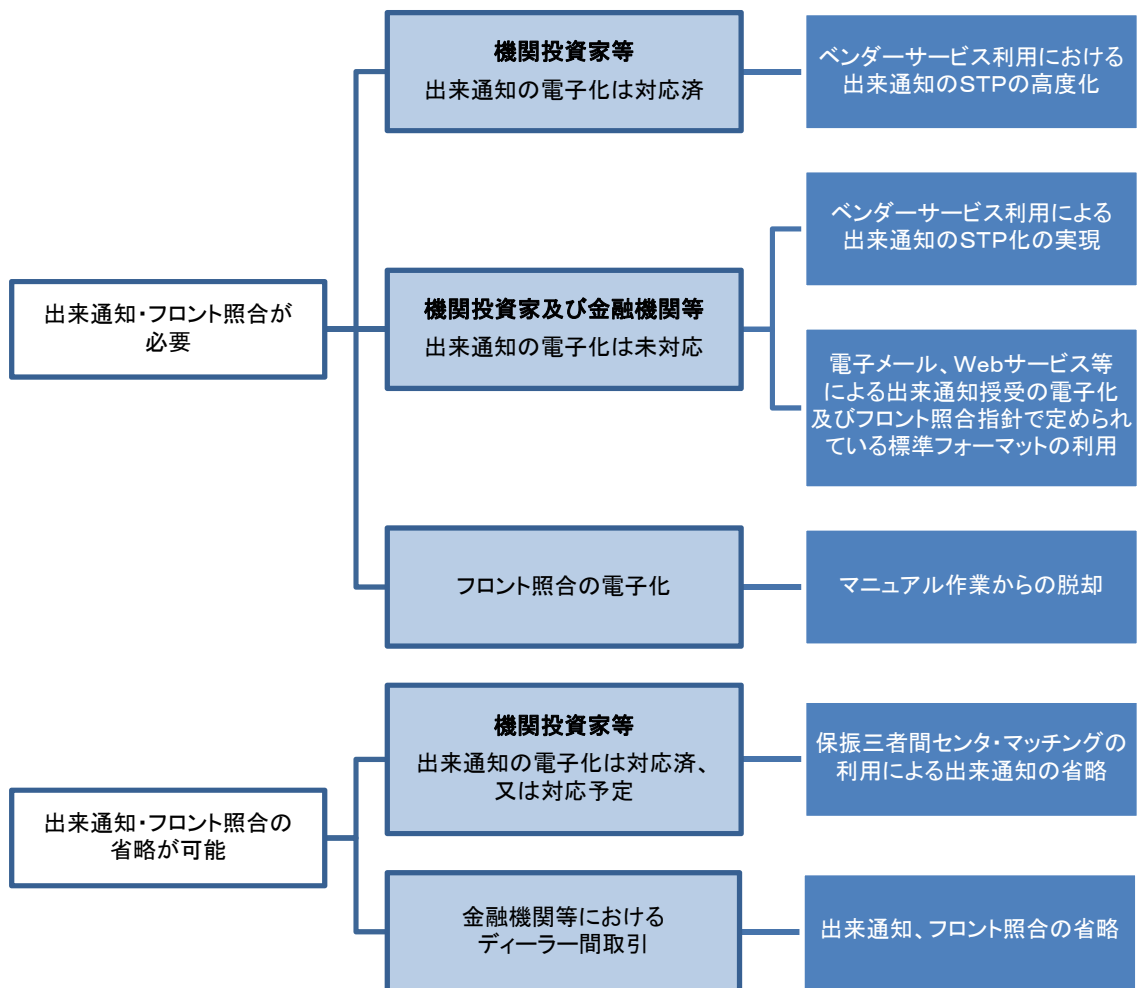 出来通知・フロント照合が
必要
機関投資家等
出来通知の電子化は対応済
ベンダーサービス利用における
出来通知のSTPの高度化
機関投資家及び金融機関等
出来通知の電子化は未対応
ベンダーサービス利用による
出来通知のSTP化の実現
電子メール、Webサービス等
による出来通知授受の電子化
及びフロント照合指針で定められ
ている標準フォーマットの利用
フロント照合の電子化
マニュアル作業からの脱却
出来通知・フロント照合の
省略が可能
機関投資家等
出来通知の電子化は対応済、
又は対応予定
保振三者間センタ・マッチングの
利用による出来通知の省略
金融機関等における
ディーラー間取引
出来通知、フロント照合の省略